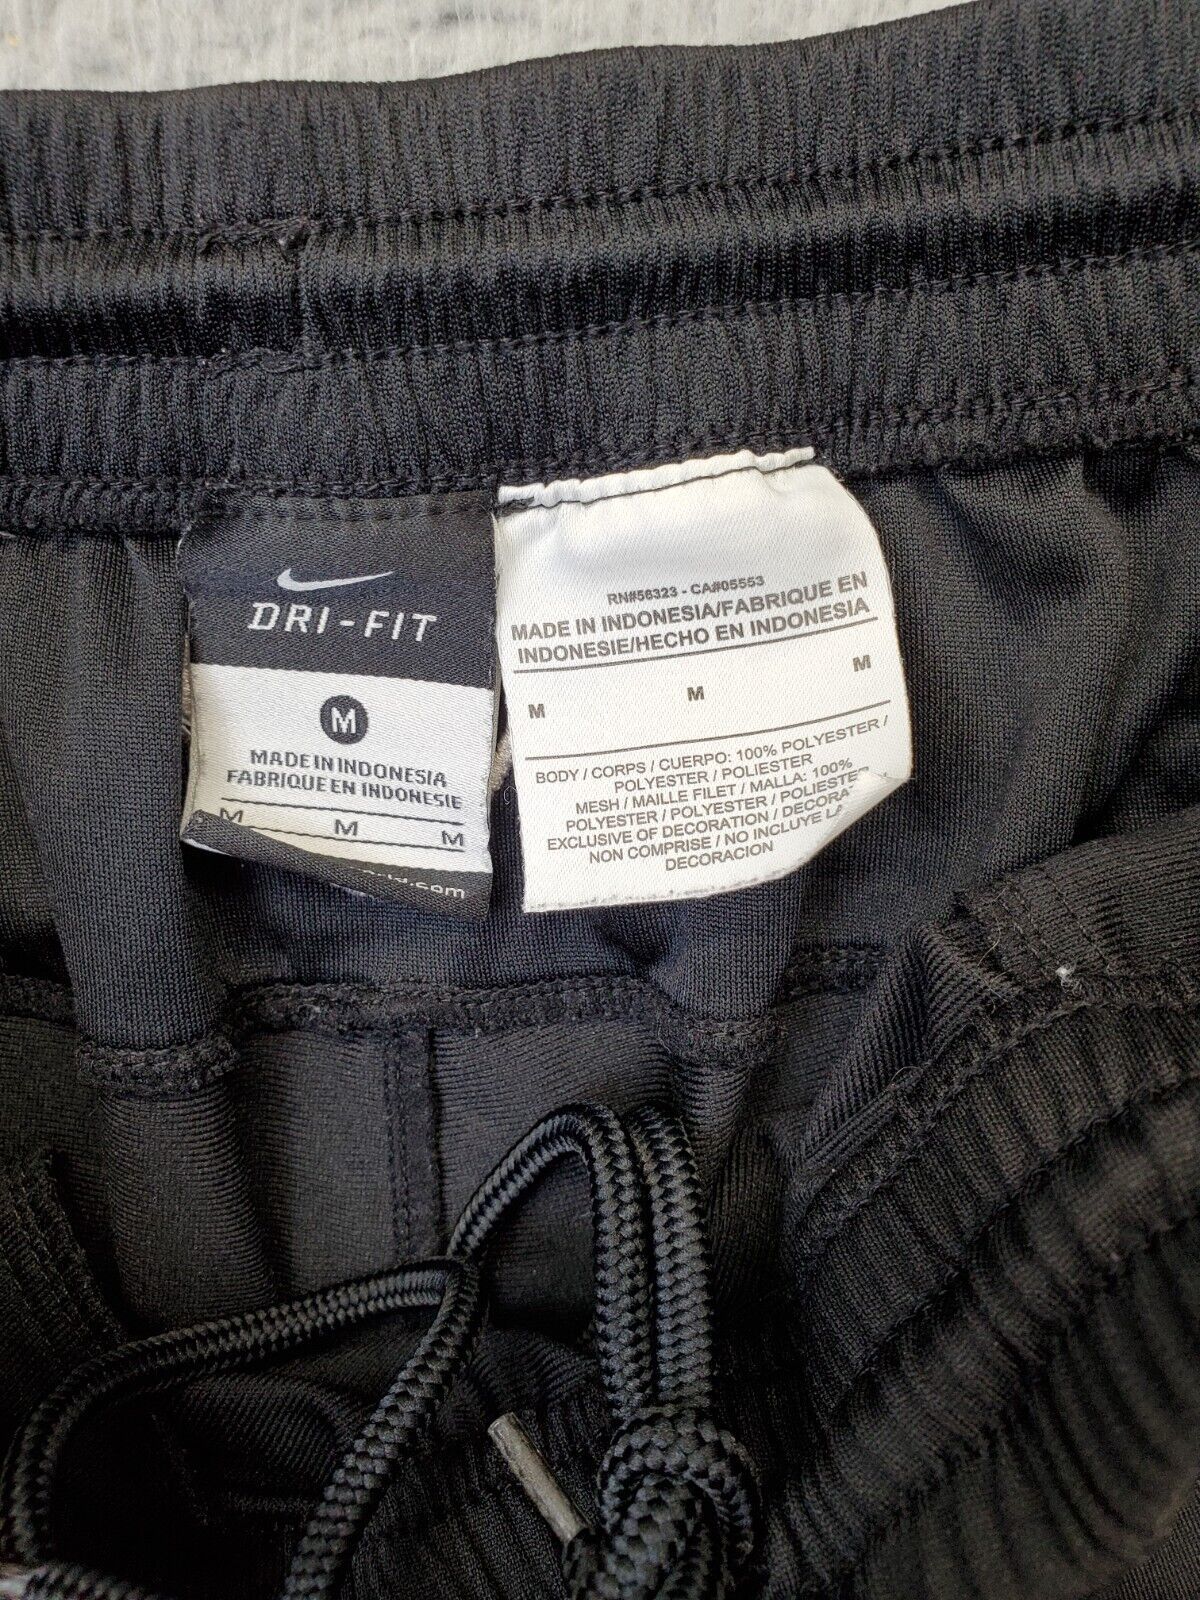 DRI-FIT
M
MADE IN INDONESIA
FABRIQUE EN INDONESIE
M M M
.com
RN#56323 - CA#05553
MADE IN INDONESIA/FABRIQUE EN
INDONESIE/HECHO EN INDONESIA
M M M
BODY / CORPS / CUERPO: 100% POLYESTER /
POLYESTER / POLIESTER
MESH / MAILLE FILET / MALLA: 100%
POLYESTER / POLYESTER / POLIESTER
EXCLUSIVE OF DECORATION /
NON COMPRISE / NO INCLUYE LA
DECORACION